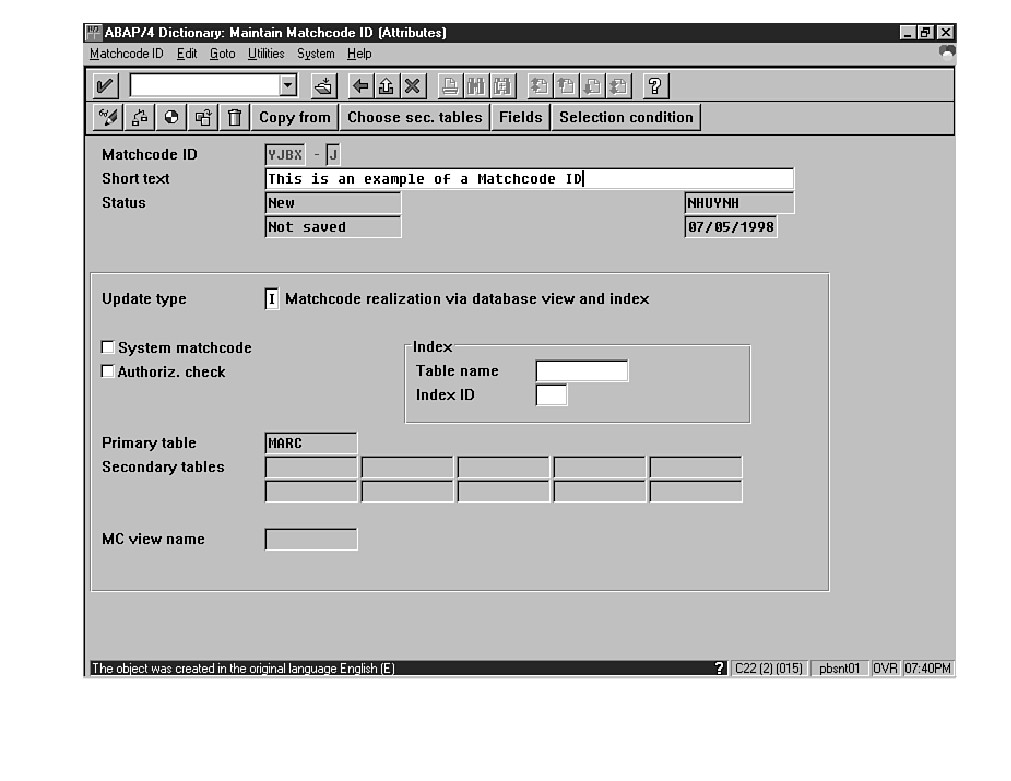 ABAP/4 Dictionary: Maintain Matchcode ID (Attributes)
Matchcode ID Edit Goto Utilities System Help
Copy from Choose sec. tables Fields Selection condition
Matchcode ID YJBX - J
Short text This is an example of a Matchcode ID
Status New NHUYNH
Not saved 07/05/1998
Update type I Matchcode realization via database view and index
System matchcode
Index
Authoriz. check
Table name
Index ID
Primary table MARC
Secondary tables
MC view name
The object was created in the original language English (E) ? C22 (2) (015) pbsnt01 OVR 07:40PM